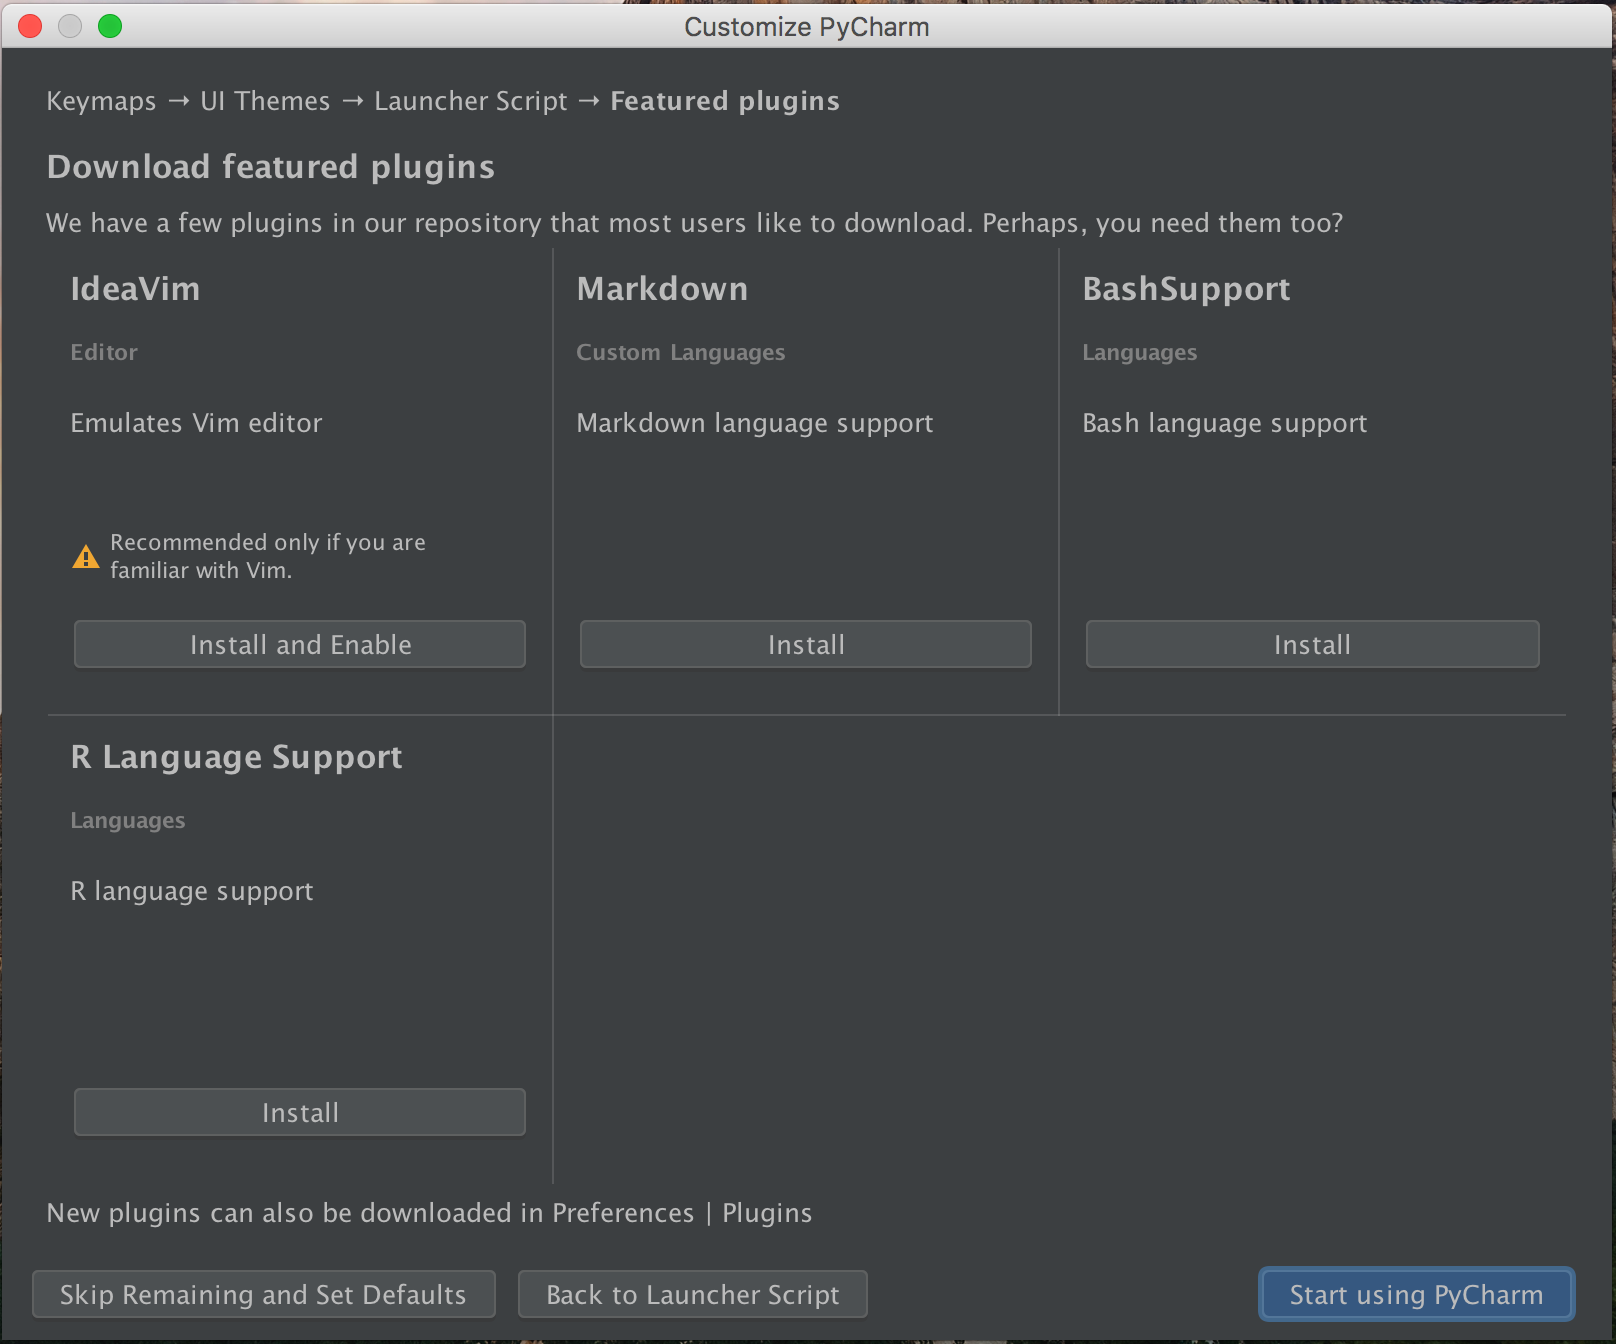 Customize PyCharm
Keymaps → UI Themes → Launcher Script → Featured plugins
Download featured plugins
We have a few plugins in our repository that most users like to download. Perhaps, you need them too?
IdeaVim
Editor
Emulates Vim editor
Recommended only if you are
familiar with Vim.
Install and Enable
Markdown
Custom Languages
Markdown language support
Install
BashSupport
Languages
Bash language support
Install
R Language Support
Languages
R language support
Install
New plugins can also be downloaded in Preferences | Plugins
Skip Remaining and Set Defaults
Back to Launcher Script
Start using PyCharm